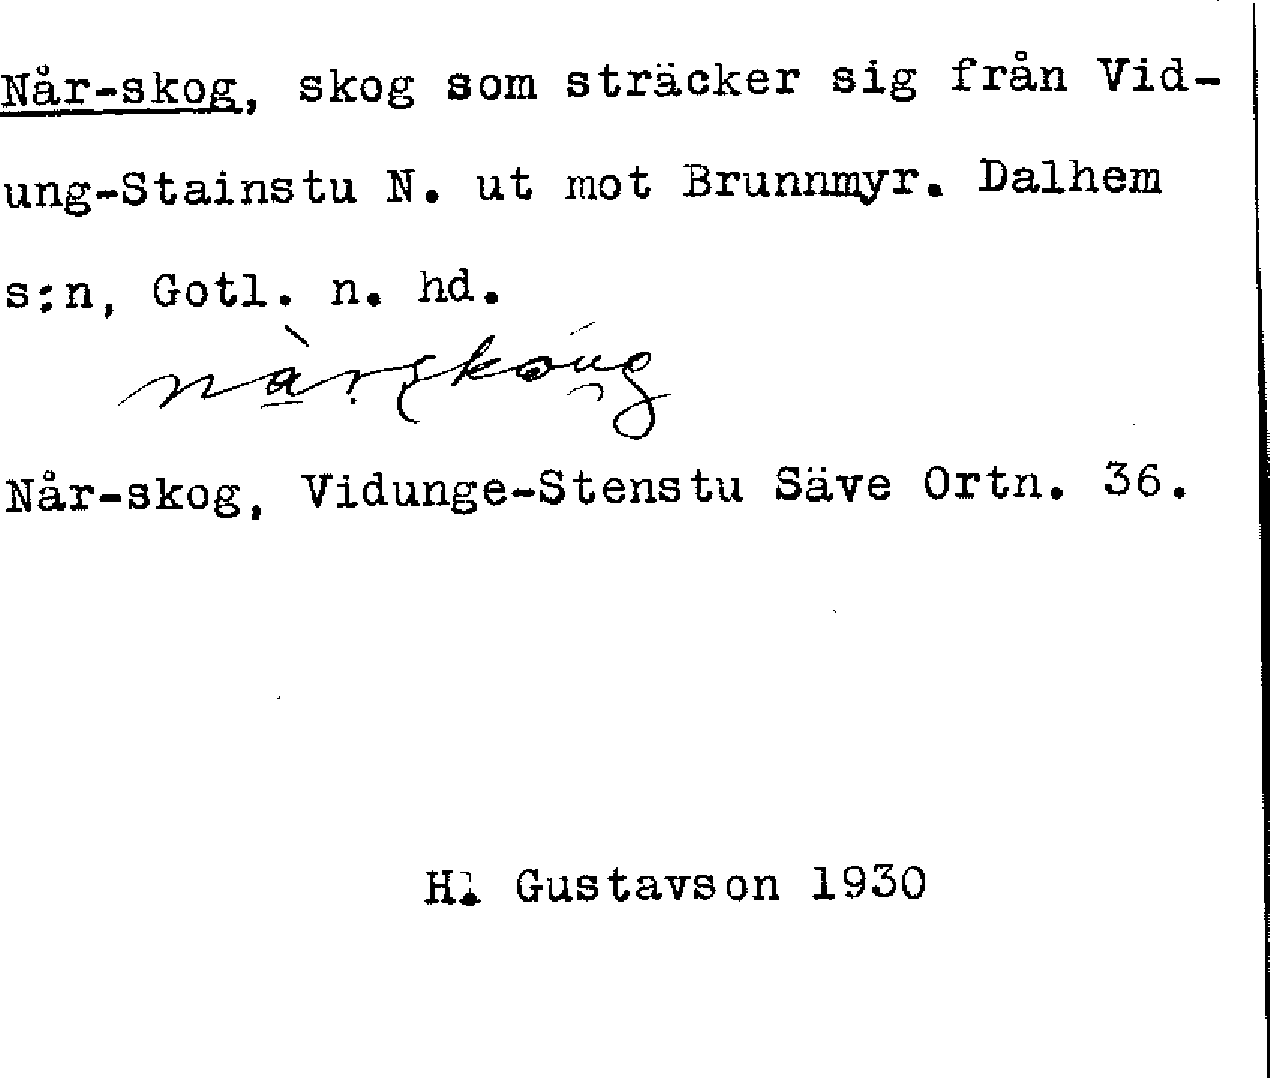 Når-skog, skog som sträcker sig från Vid-
ung-Stainstu N. ut mot Brunnmyr. Dalhem
s:n, Gotl. n. hd.
Når-skog, Vidunge-Stenstu Säve Ortn. 36.
H. Gustavson 1930